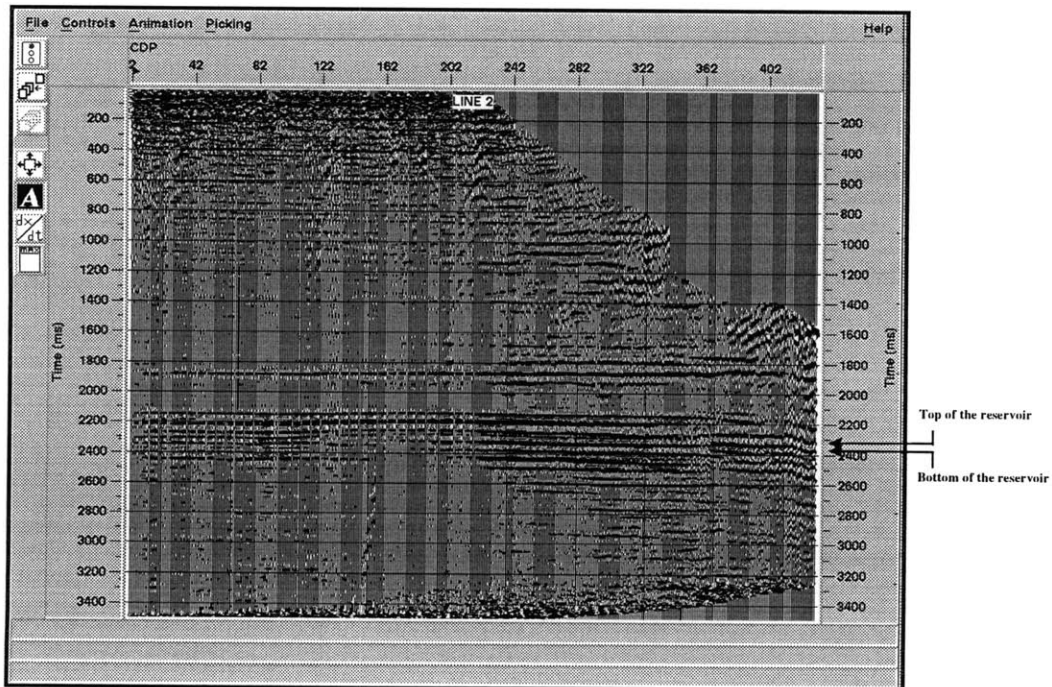 File Controls Animation Picking Help
CDP
2 42 82 122 162 202 242 282 322 362 402
LINE 2
200 200
400 400
600 600
800 800
1000 1000
1200 1200
1400 1400
1600 1600
1800 1800
2000 2000
2200 2200
2400 2400
2600 2600
2800 2800
3000 3000
3200 3200
3400 3400
Time (ms) Time (ms)
A
dx/dt
Top of the reservoir
Bottom of the reservoir